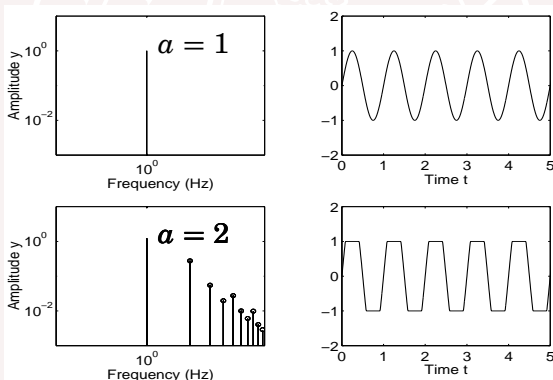 10^0
10^-2
Amplitude y
a = 1
10^0
Frequency (Hz)
2
1
0
−1
−2
0 1 2 3 4 5
Time t
10^0
10^-2
Amplitude y
a = 2
10^0
Frequency (Hz)
2
1
0
−1
−2
0 1 2 3 4 5
Time t